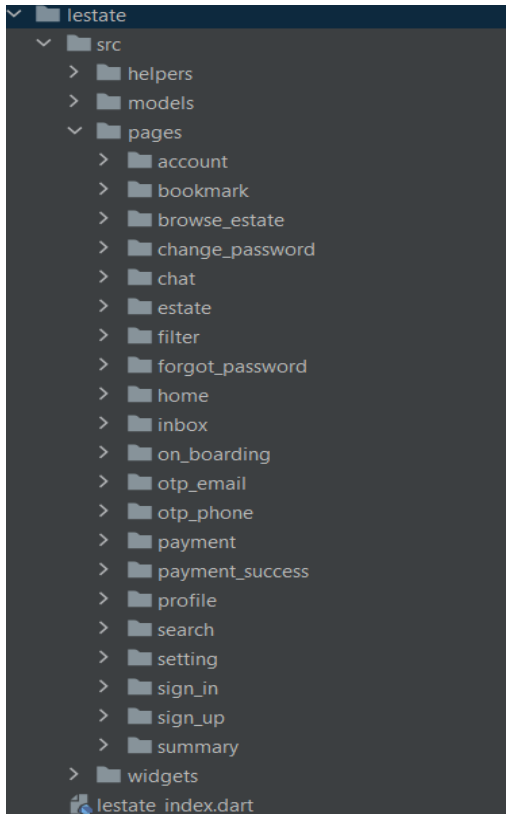 lestate
src
helpers
models
pages
account
bookmark
browse_estate
change_password
chat
estate
filter
forgot_password
home
inbox
on_boarding
otp_email
otp_phone
payment
payment_success
profile
search
setting
sign_in
sign_up
summary
widgets
lestate_index.dart